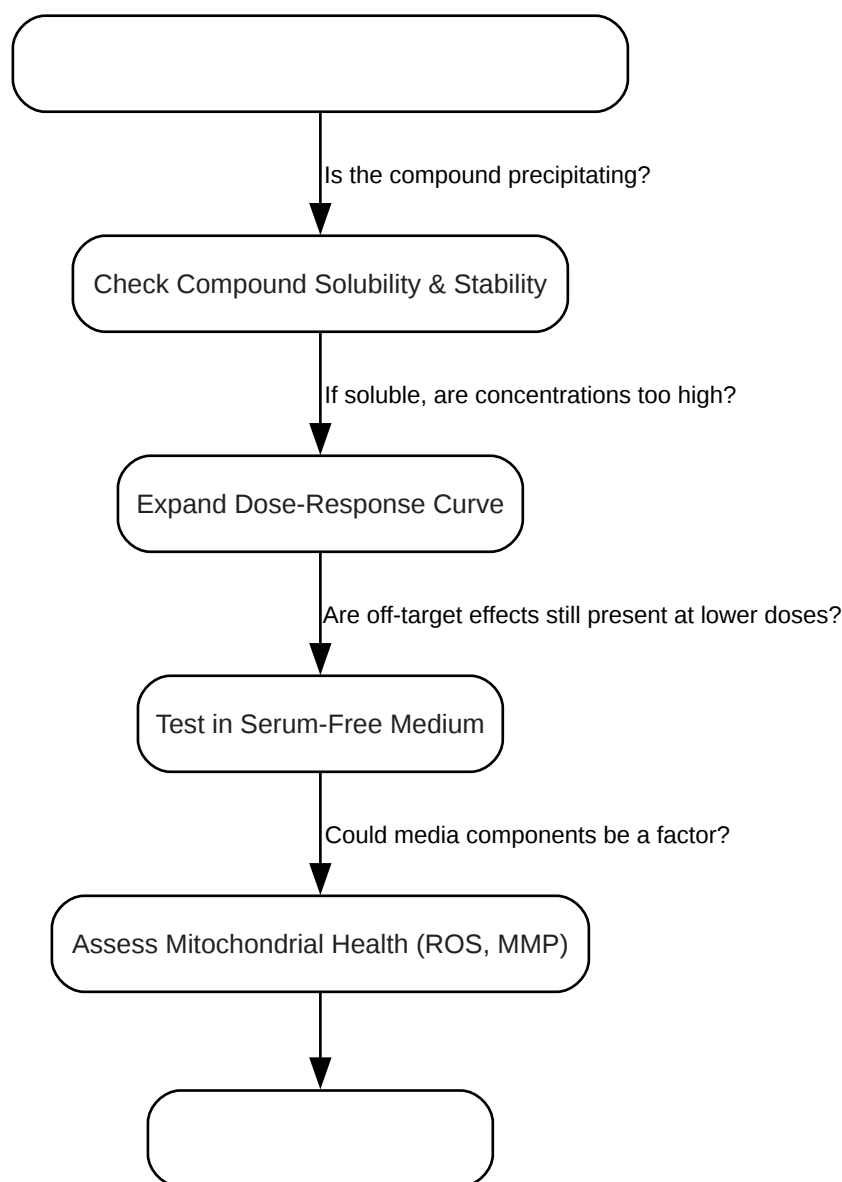 Is the compound precipitating?
Check Compound Solubility & Stability
If soluble, are concentrations too high?
Expand Dose-Response Curve
Are off-target effects still present at lower doses?
Test in Serum-Free Medium
Could media components be a factor?
Assess Mitochondrial Health (ROS, MMP)